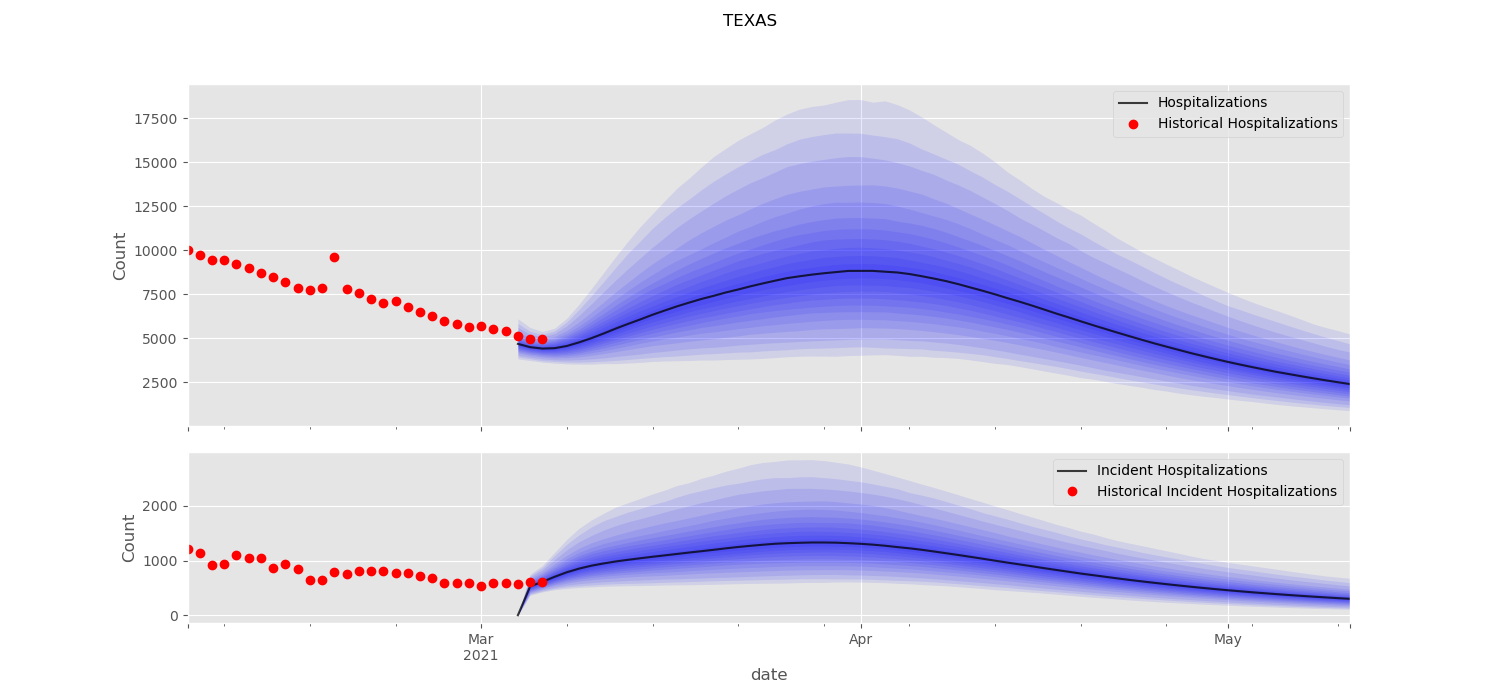 TEXAS
Hospitalizations
Historical Hospitalizations
Count
17500
15000
12500
10000
7500
5000
2500
Incident Hospitalizations
Historical Incident Hospitalizations
Count
2000
1000
0
Mar
2021
Apr
May
date